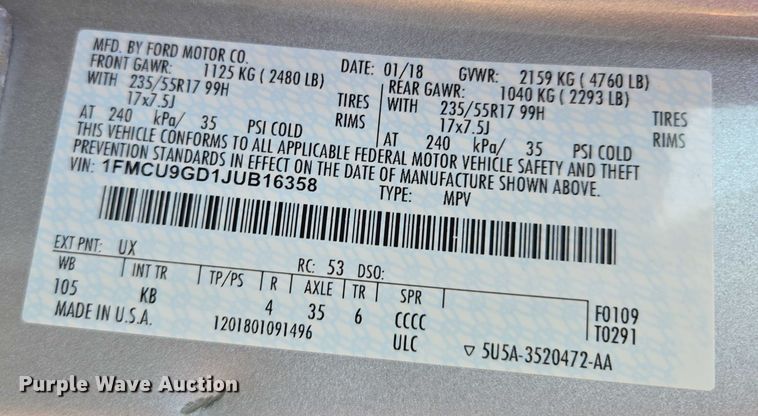 MFD. BY FORD MOTOR CO. DATE: 01/18 GVWR: 2159 KG ( 4760 LB)
FRONT GAWR: 1125 KG ( 2480 LB) REAR GAWR: 1040 KG ( 2293 LB)
WITH 235/55R17 99H TIRES WITH 235/55R17 99H TIRES
17x7.5J RIMS 17x7.5J RIMS
AT 240 kPa/ 35 PSI COLD AT 240 kPa/ 35 PSI COLD
THIS VEHICLE CONFORMS TO ALL APPLICABLE FEDERAL MOTOR VEHICLE SAFETY AND THEFT
PREVENTION STANDARDS IN EFFECT ON THE DATE OF MANUFACTURE SHOWN ABOVE.
VIN: 1FMCU9GD1JUB16358 TYPE: MPV
EXT PNT: UX RC: 53 DSO:
WB INT TR TP/PS R AXLE TR SPR
105 KB 4 35 6 CCCC F0109
MADE IN U.S.A. 1201801091496 ULC T0291
▽ 5U5A-3520472-AA
Purple Wave Auction